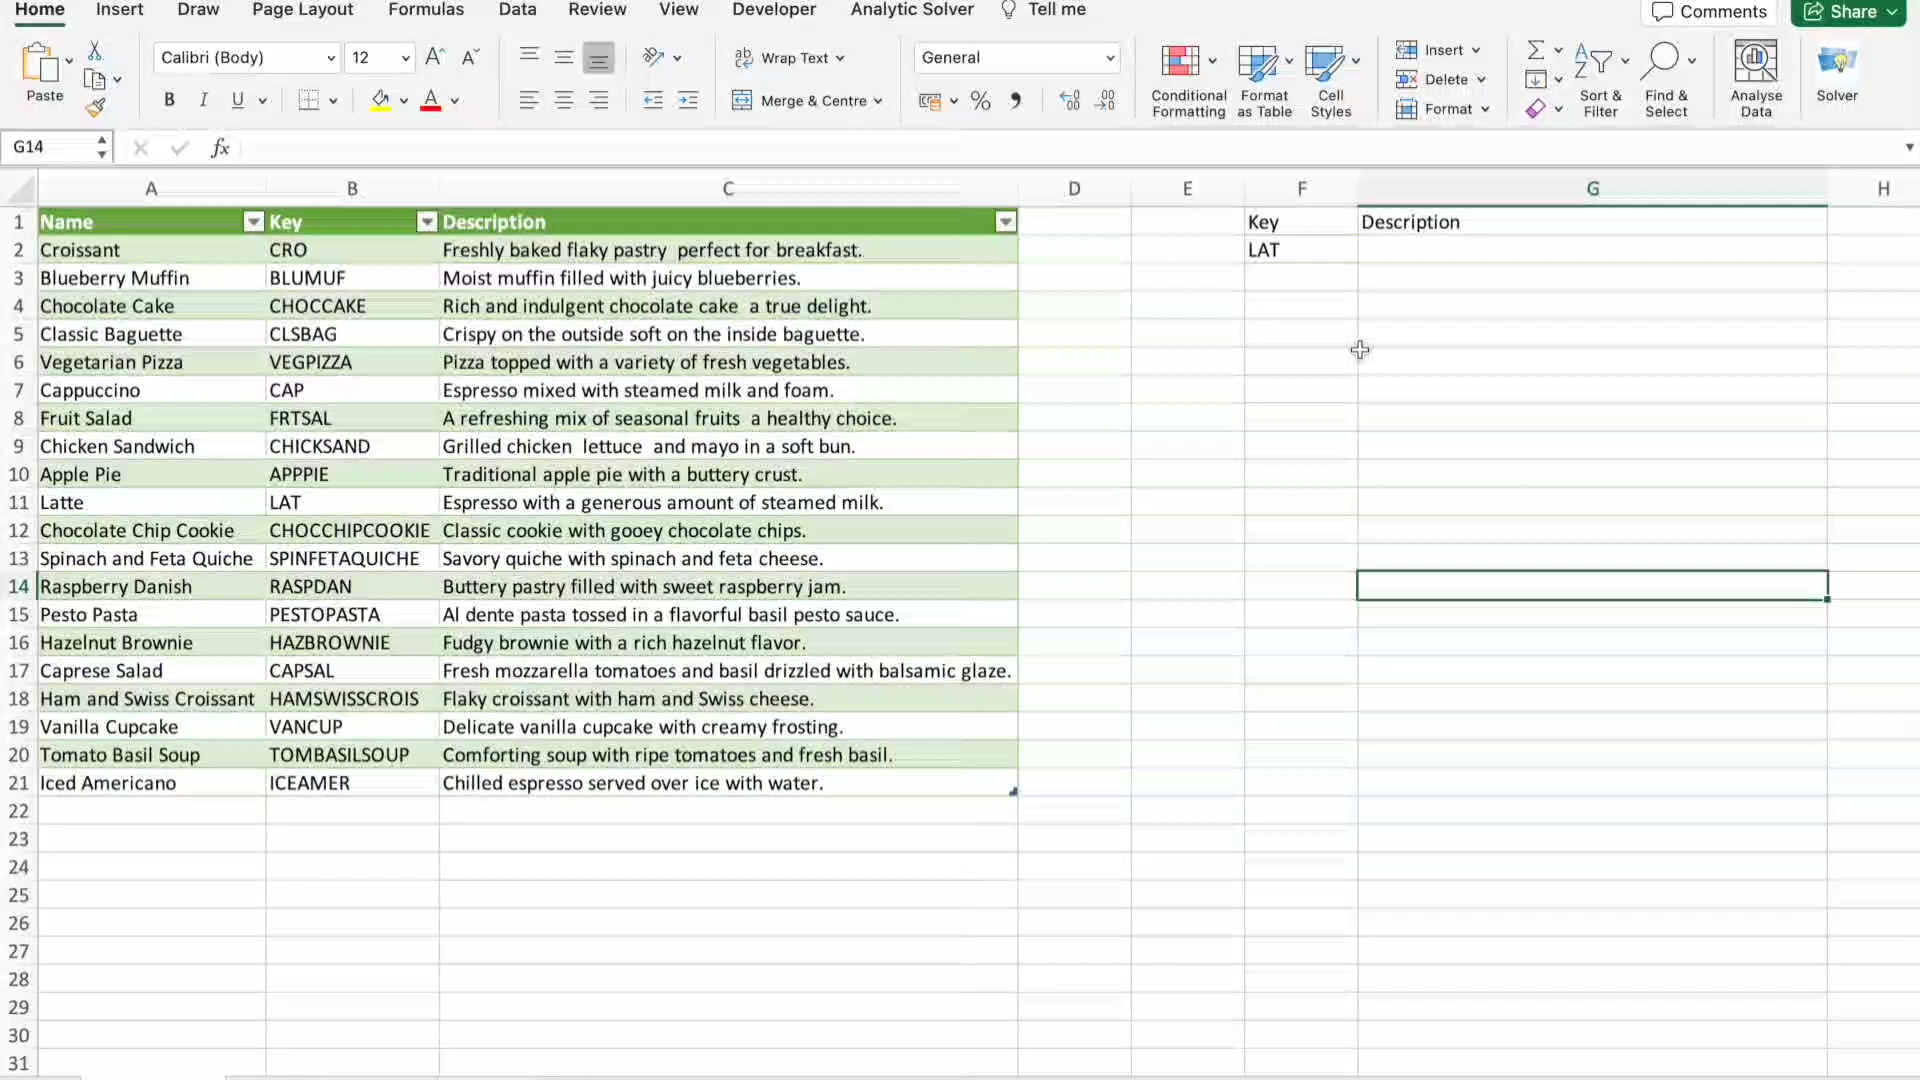 Home Insert Draw Page Layout Formulas Data Review View Developer Analytic Solver Tell me Comments Share
Calibri (Body) 12 Wrap Text General Insert
Paste Delete
B I U Merge & Centre % Conditional Formatting Format as Table Cell Styles Format Sort & Filter Find & Select Analyse Data Solver
G14 fx
A B C D E F G H
1 Name Key Description Key Description
2 Croissant CRO Freshly baked flaky pastry  perfect for breakfast. LAT
3 Blueberry Muffin BLUMUF Moist muffin filled with juicy blueberries.
4 Chocolate Cake CHOCCAKE Rich and indulgent chocolate cake  a true delight.
5 Classic Baguette CLSBAG Crispy on the outside soft on the inside baguette.
6 Vegetarian Pizza VEGPIZZA Pizza topped with a variety of fresh vegetables.
7 Cappuccino CAP Espresso mixed with steamed milk and foam.
8 Fruit Salad FRTSAL A refreshing mix of seasonal fruits  a healthy choice.
9 Chicken Sandwich CHICKSAND Grilled chicken  lettuce  and mayo in a soft bun.
10 Apple Pie APPPIE Traditional apple pie with a buttery crust.
11 Latte LAT Espresso with a generous amount of steamed milk.
12 Chocolate Chip Cookie CHOCCHIPCOOKIE Classic cookie with gooey chocolate chips.
13 Spinach and Feta Quiche SPINFETAQUICHE Savory quiche with spinach and feta cheese.
14 Raspberry Danish RASPDAN Buttery pastry filled with sweet raspberry jam.
15 Pesto Pasta PESTOPASTA Al dente pasta tossed in a flavorful basil pesto sauce.
16 Hazelnut Brownie HAZBROWNIE Fudgy brownie with a rich hazelnut flavor.
17 Caprese Salad CAPSAL Fresh mozzarella tomatoes and basil drizzled with balsamic glaze.
18 Ham and Swiss Croissant HAMSWISSCROIS Flaky croissant with ham and Swiss cheese.
19 Vanilla Cupcake VANCUP Delicate vanilla cupcake with creamy frosting.
20 Tomato Basil Soup TOMBASILSOUP Comforting soup with ripe tomatoes and fresh basil.
21 Iced Americano ICEAMER Chilled espresso served over ice with water.
22
23
24
25
26
27
28
29
30
31